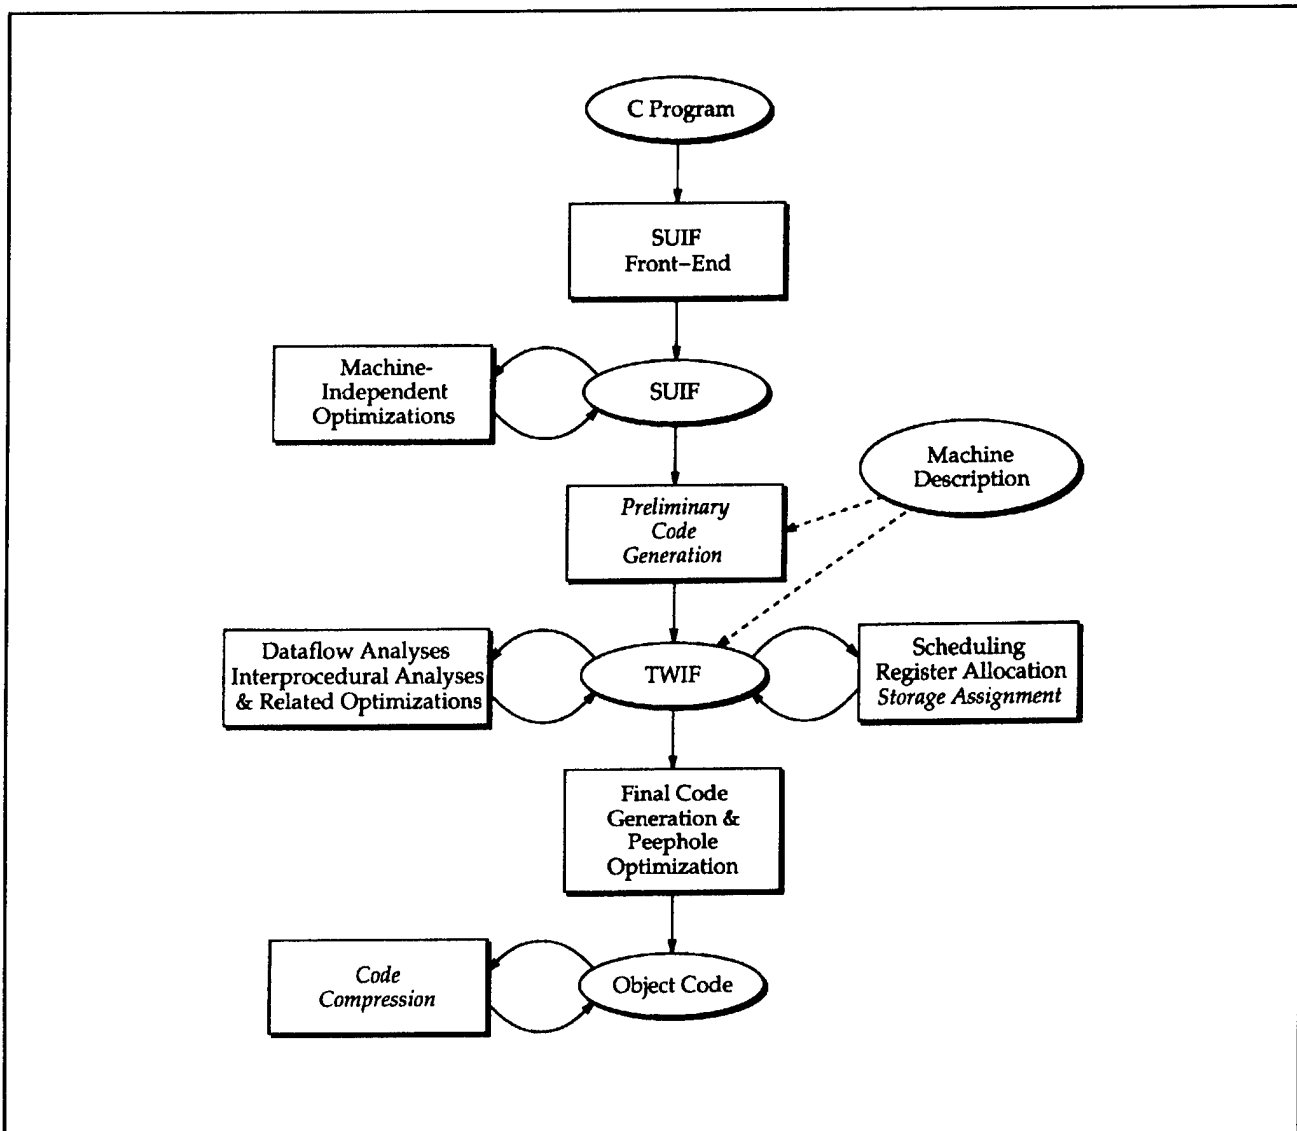 C Program
SUIF
Front-End
Machine-
Independent
Optimizations
SUIF
Machine
Description
Preliminary
Code
Generation
Dataflow Analyses
Interprocedural Analyses
& Related Optimizations
TWIF
Scheduling
Register Allocation
Storage Assignment
Final Code
Generation &
Peephole
Optimization
Code
Compression
Object Code